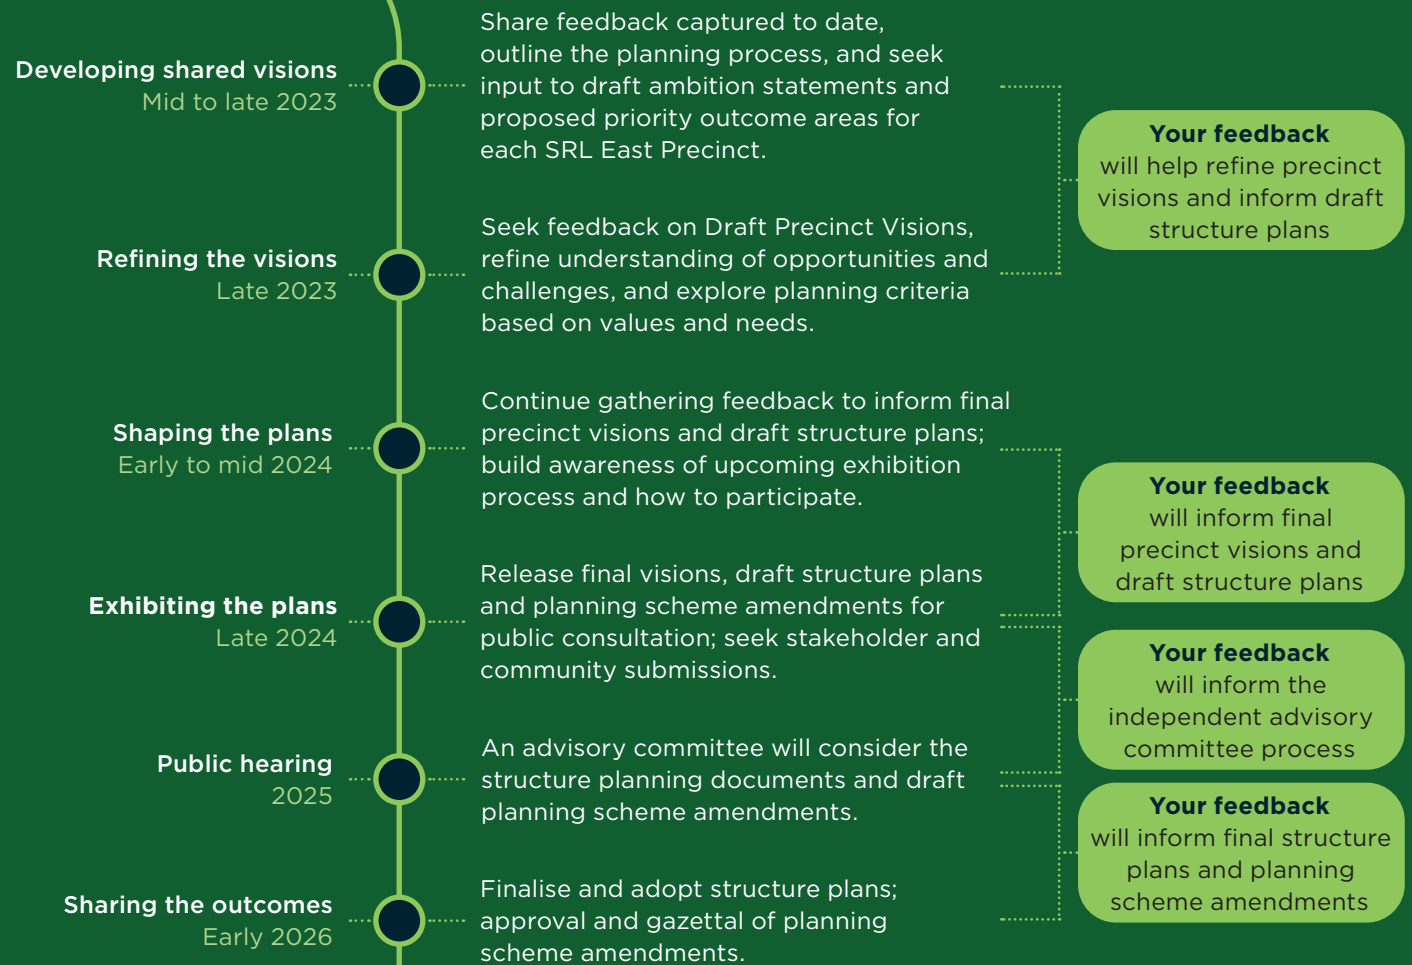 Developing shared visions
Mid to late 2023
Share feedback captured to date,
outline the planning process, and seek
input to draft ambition statements and
proposed priority outcome areas for
each SRL East Precinct.
Refining the visions
Late 2023
Seek feedback on Draft Precinct Visions,
refine understanding of opportunities and
challenges, and explore planning criteria
based on values and needs.
Your feedback
will help refine precinct
visions and inform draft
structure plans
Shaping the plans
Early to mid 2024
Continue gathering feedback to inform final
precinct visions and draft structure plans;
build awareness of upcoming exhibition
process and how to participate.
Exhibiting the plans
Late 2024
Release final visions, draft structure plans
and planning scheme amendments for
public consultation; seek stakeholder and
community submissions.
Your feedback
will inform final
precinct visions and
draft structure plans
Public hearing
2025
An advisory committee will consider the
structure planning documents and draft
planning scheme amendments.
Your feedback
will inform the
independent advisory
committee process
Sharing the outcomes
Early 2026
Finalise and adopt structure plans;
approval and gazettal of planning
scheme amendments.
Your feedback
will inform final structure
plans and planning
scheme amendments